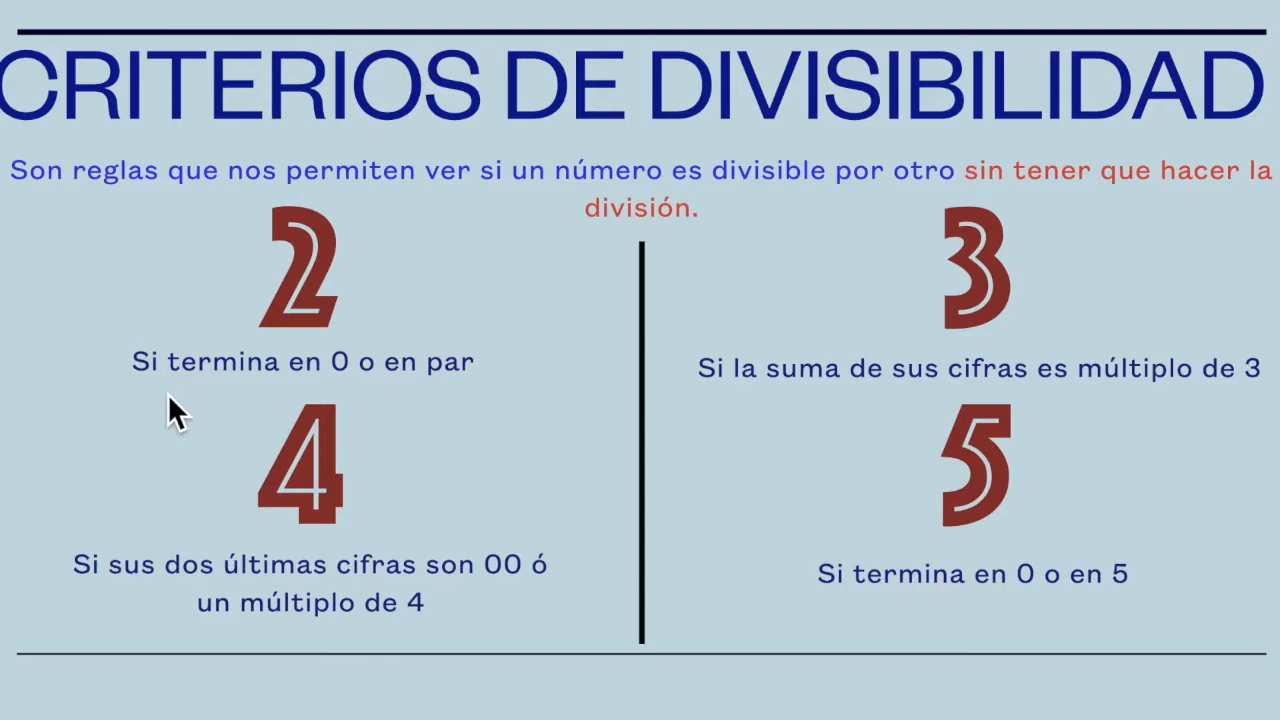 CRITERIOS DE DIVISIBILIDAD
Son reglas que nos permiten ver si un número es divisible por otro sin tener que hacer la
división.
2
Si termina en 0 o en par
3
Si la suma de sus cifras es múltiplo de 3
4
Si sus dos últimas cifras son 00 ó
un múltiplo de 4
5
Si termina en 0 o en 5